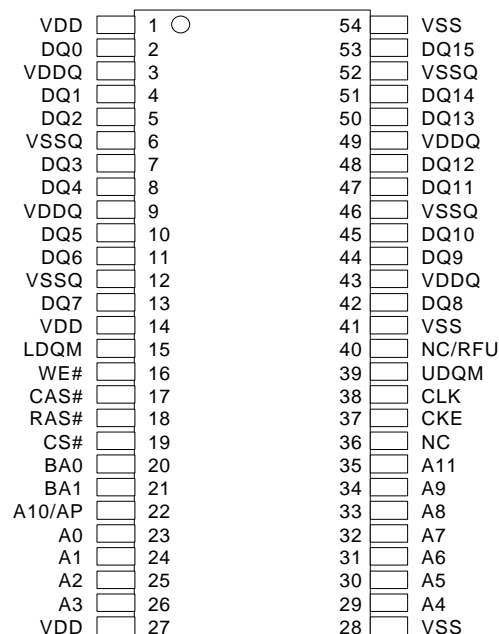 VDD 1 54 VSS
DQ0 2 53 DQ15
VDDQ 3 52 VSSQ
DQ1 4 51 DQ14
DQ2 5 50 DQ13
VSSQ 6 49 VDDQ
DQ3 7 48 DQ12
DQ4 8 47 DQ11
VDDQ 9 46 VSSQ
DQ5 10 45 DQ10
DQ6 11 44 DQ9
VSSQ 12 43 VDDQ
DQ7 13 42 DQ8
VDD 14 41 VSS
LDQM 15 40 NC/RFU
WE# 16 39 UDQM
CAS# 17 38 CLK
RAS# 18 37 CKE
CS# 19 36 NC
BA0 20 35 A11
BA1 21 34 A9
A10/AP 22 33 A8
A0 23 32 A7
A1 24 31 A6
A2 25 30 A5
A3 26 29 A4
VDD 27 28 VSS